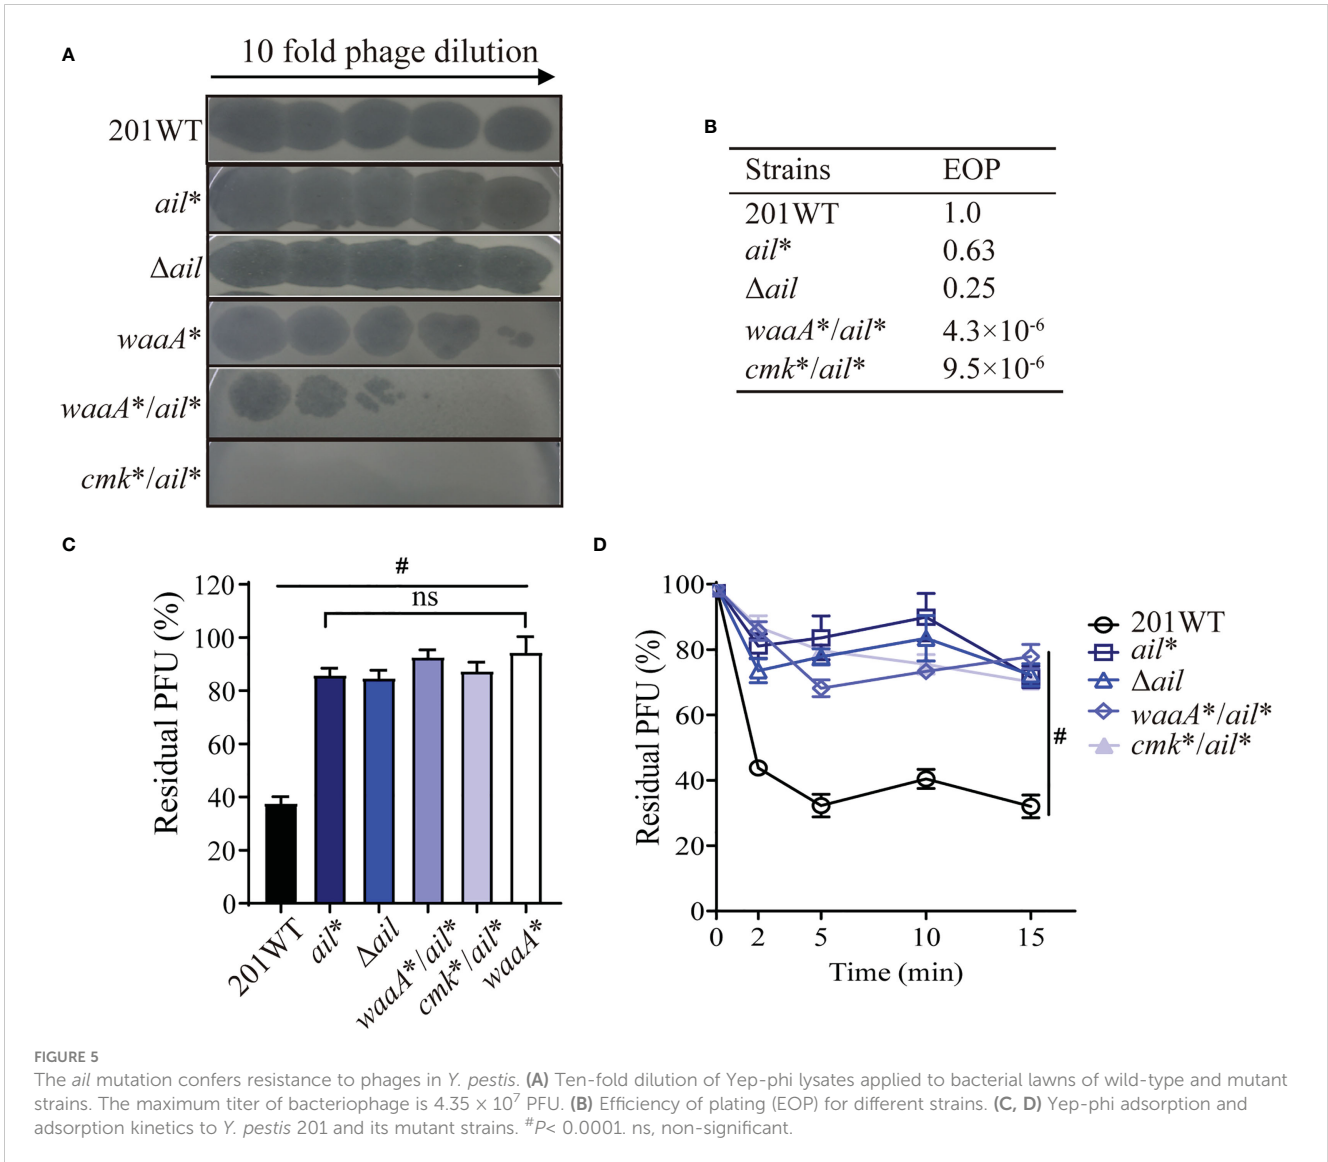 A
10 fold phage dilution
201WT
ail*
Δail
waaA*
waaA*/ail*
cmk*/ail*
B
Strains EOP
201WT 1.0
ail* 0.63
Δail 0.25
waaA*/ail* 4.3×10⁻⁶
cmk*/ail* 9.5×10⁻⁶
C
Residual PFU (%)
120
100
80
60
40
20
0
#
ns
201WT
ail*
Δail
waaA*/ail*
cmk*/ail*
waaA*
D
Residual PFU (%)
100
80
60
40
20
0
0 2 5 10 15
Time (min)
#
201WT
ail*
Δail
waaA*/ail*
cmk*/ail*
FIGURE 5
The ail mutation confers resistance to phages in Y. pestis. (A) Ten-fold dilution of Yep-phi lysates applied to bacterial lawns of wild-type and mutant
strains. The maximum titer of bacteriophage is 4.35 × 10⁷ PFU. (B) Efficiency of plating (EOP) for different strains. (C, D) Yep-phi adsorption and
adsorption kinetics to Y. pestis 201 and its mutant strains. #P< 0.0001. ns, non-significant.